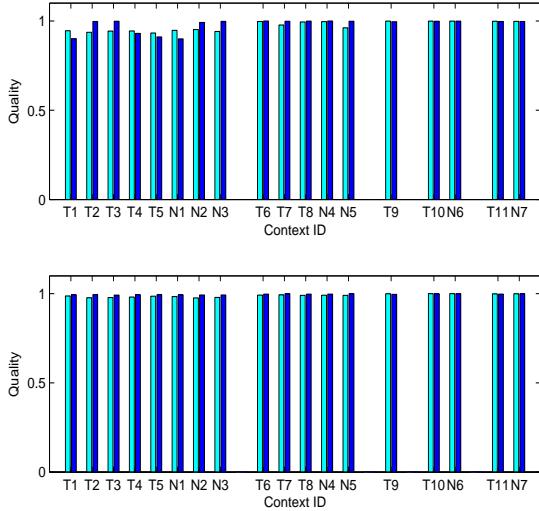 1
0.5
0
Quality
T1 T2 T3 T4 T5 N1 N2 N3 T6 T7 T8 N4 N5 T9 T10 N6 T11 N7
Context ID
1
0.5
0
Quality
T1 T2 T3 T4 T5 N1 N2 N3 T6 T7 T8 N4 N5 T9 T10 N6 T11 N7
Context ID